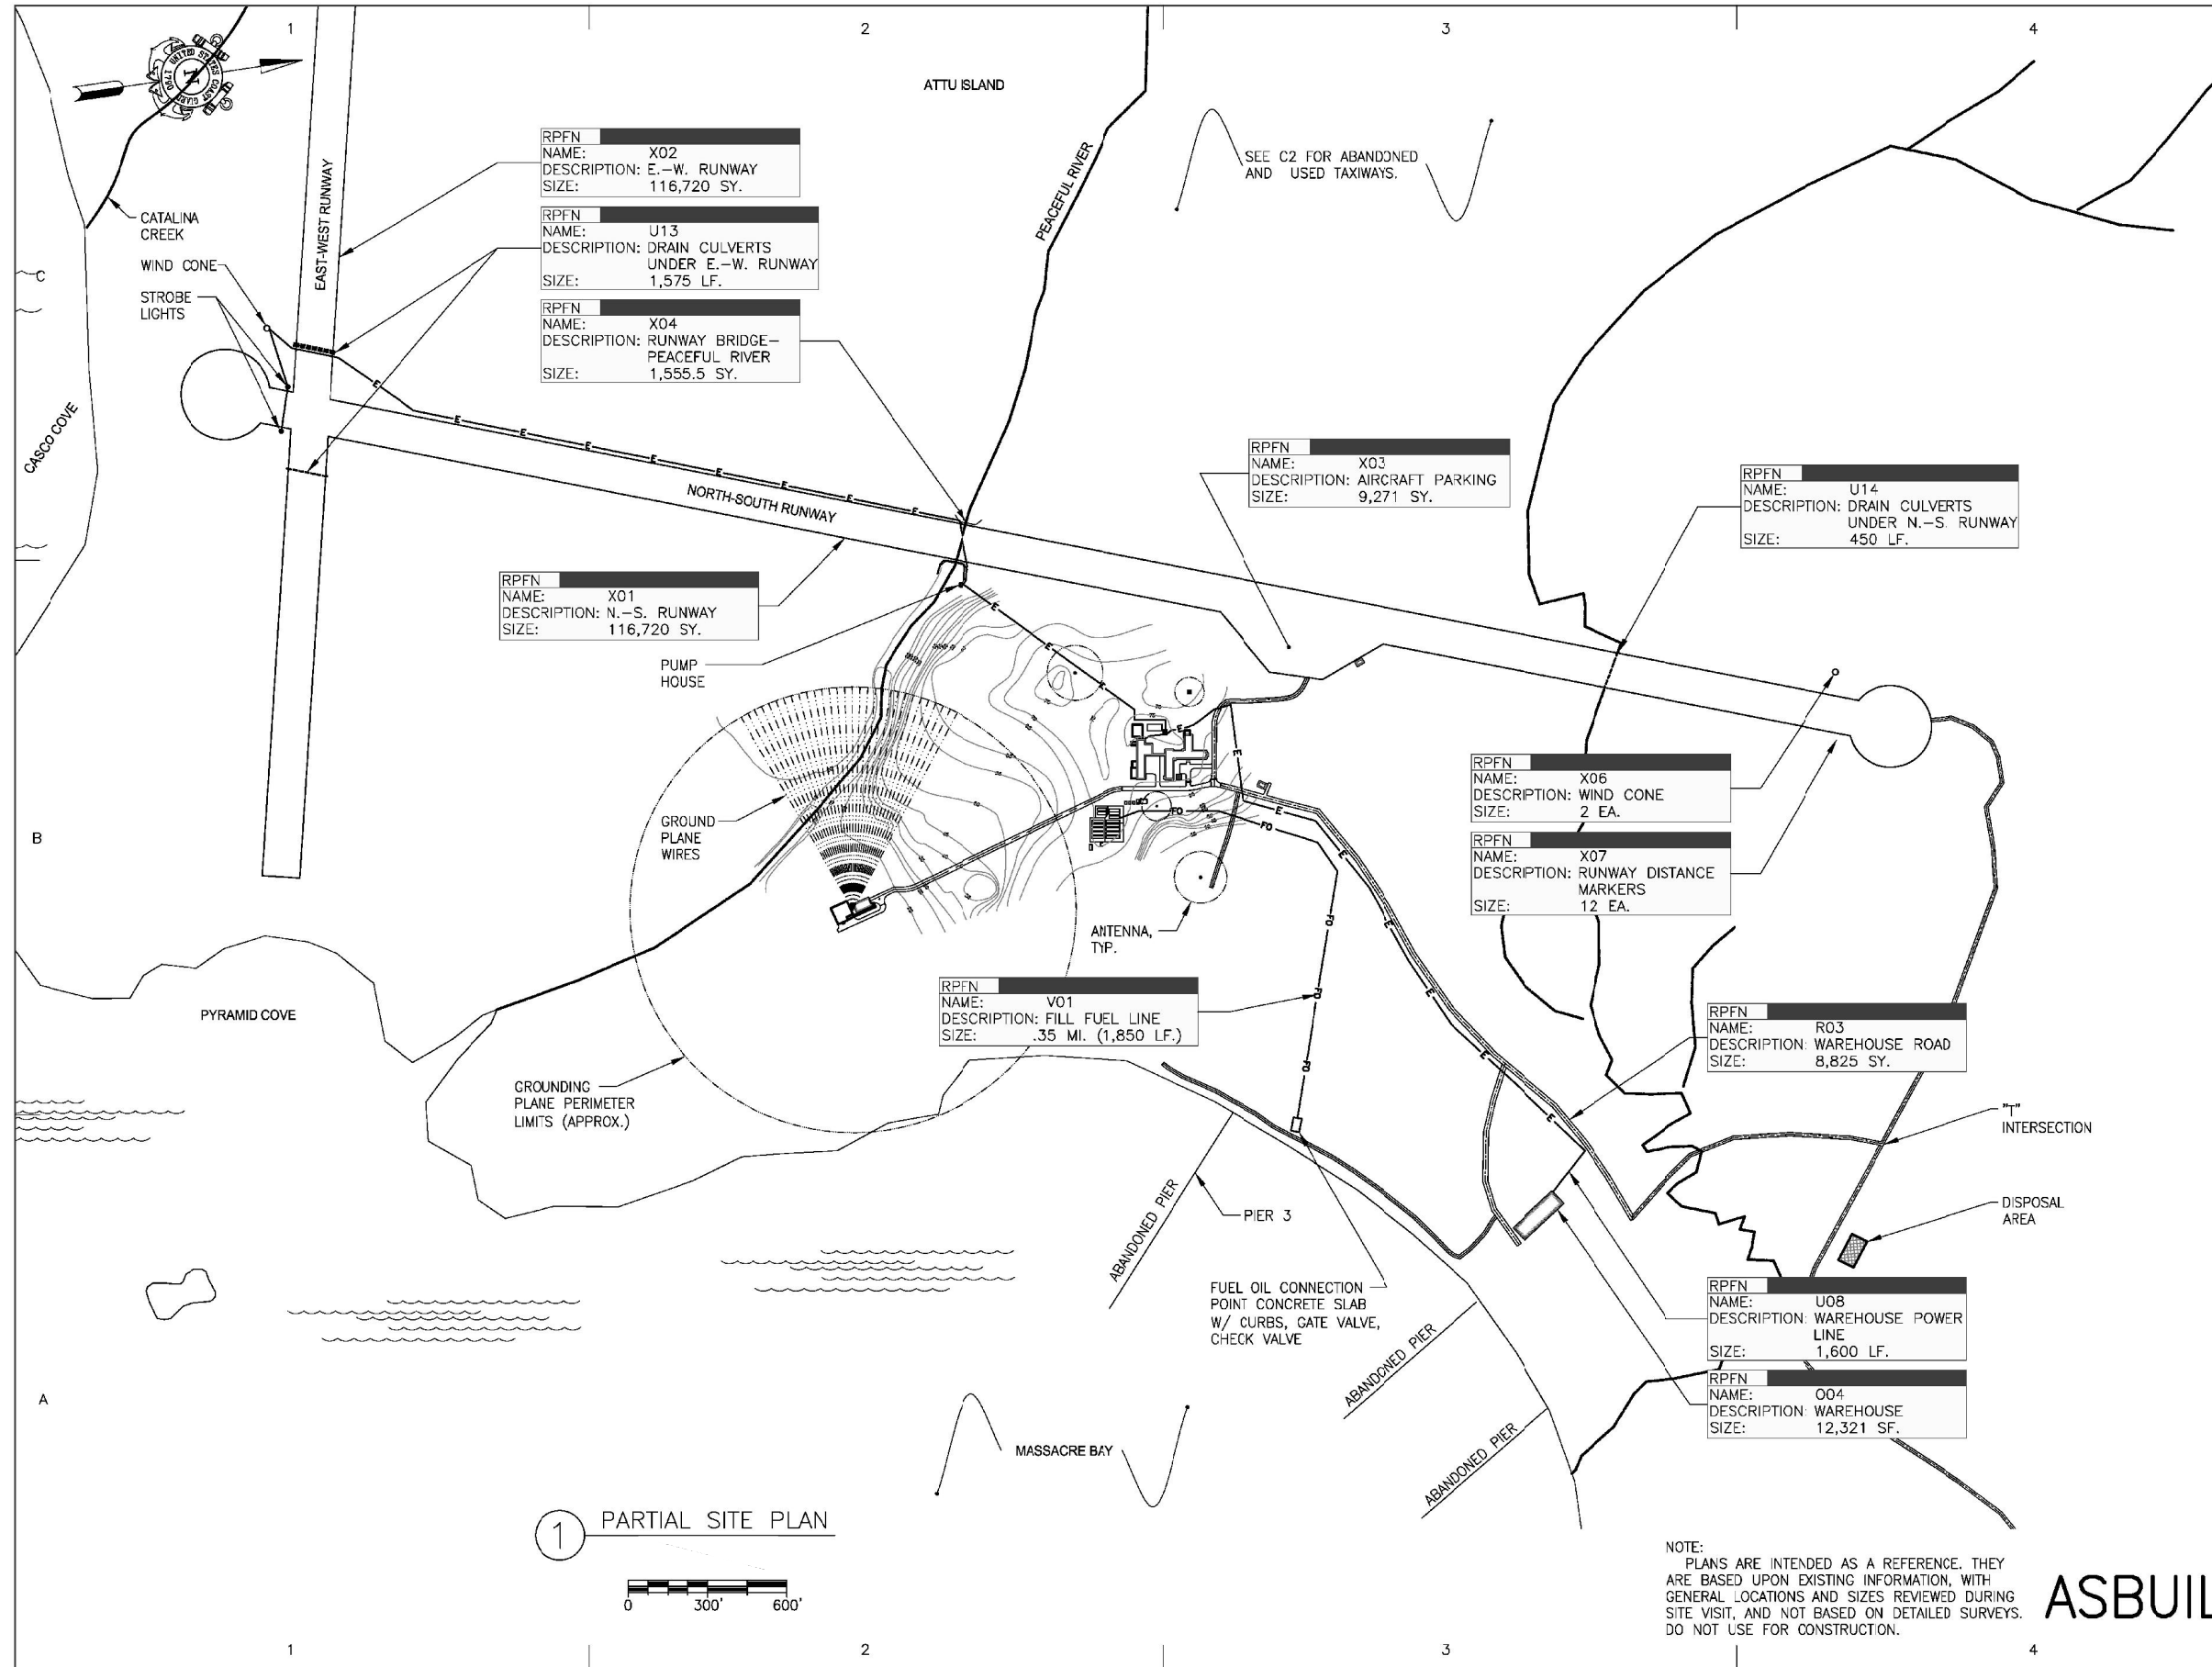 1
2
3
4
N
UNITED STATES COAST GUARD
1790
ATTU ISLAND
RPFN
NAME: X02
DESCRIPTION: E.-W. RUNWAY
SIZE: 116,720 SY.
SEE C2 FOR ABANDONED
AND USED TAXIWAYS.
PEACEFUL RIVER
EAST-WEST RUNWAY
CATALINA
CREEK
RPFN
NAME: U13
DESCRIPTION: DRAIN CULVERTS
UNDER E.-W. RUNWAY
SIZE: 1,575 LF.
WIND CONE
C
STROBE
LIGHTS
RPFN
NAME: X04
DESCRIPTION: RUNWAY BRIDGE-
PEACEFUL RIVER
SIZE: 1,555.5 SY.
CASCO COVE
E
E
E
E
E
E
E
E
E
NORTH-SOUTH RUNWAY
RPFN
NAME: X03
DESCRIPTION: AIRCRAFT PARKING
SIZE: 9,271 SY.
RPFN
NAME: U14
DESCRIPTION: DRAIN CULVERTS
UNDER N.-S. RUNWAY
SIZE: 450 LF.
RPFN
NAME: X01
DESCRIPTION: N.-S. RUNWAY
SIZE: 116,720 SY.
PUMP
HOUSE
E
E
E
E
E
RPFN
NAME: X06
DESCRIPTION: WIND CONE
SIZE: 2 EA.
GROUND
PLANE
WIRES
B
FO
E
FO
E
RPFN
NAME: X07
DESCRIPTION: RUNWAY DISTANCE
MARKERS
SIZE: 12 EA.
ANTENNA,
TYP.
FO
E
E
RPFN
NAME: V01
DESCRIPTION: FILL FUEL LINE
SIZE: .35 MI. (1,850 LF.)
FO
E
PYRAMID COVE
RPFN
NAME: R03
DESCRIPTION: WAREHOUSE ROAD
SIZE: 8,825 SY.
FO
E
E
GROUNDING
PLANE PERIMETER
LIMITS (APPROX.)
"T"
INTERSECTION
ABANDONED PIER
PIER 3
DISPOSAL
AREA
FUEL OIL CONNECTION
POINT CONCRETE SLAB
W/ CURBS, GATE VALVE,
CHECK VALVE
RPFN
NAME: U08
DESCRIPTION: WAREHOUSE POWER
LINE
SIZE: 1,600 LF.
ABANDONED PIER
A
RPFN
NAME: O04
DESCRIPTION: WAREHOUSE
SIZE: 12,321 SF.
MASSACRE BAY
ABANDONED PIER
1 PARTIAL SITE PLAN
0 300' 600'
NOTE:
PLANS ARE INTENDED AS A REFERENCE. THEY
ARE BASED UPON EXISTING INFORMATION, WITH
GENERAL LOCATIONS AND SIZES REVIEWED DURING
SITE VISIT, AND NOT BASED ON DETAILED SURVEYS.
DO NOT USE FOR CONSTRUCTION.
ASBUIL
1
2
3
4